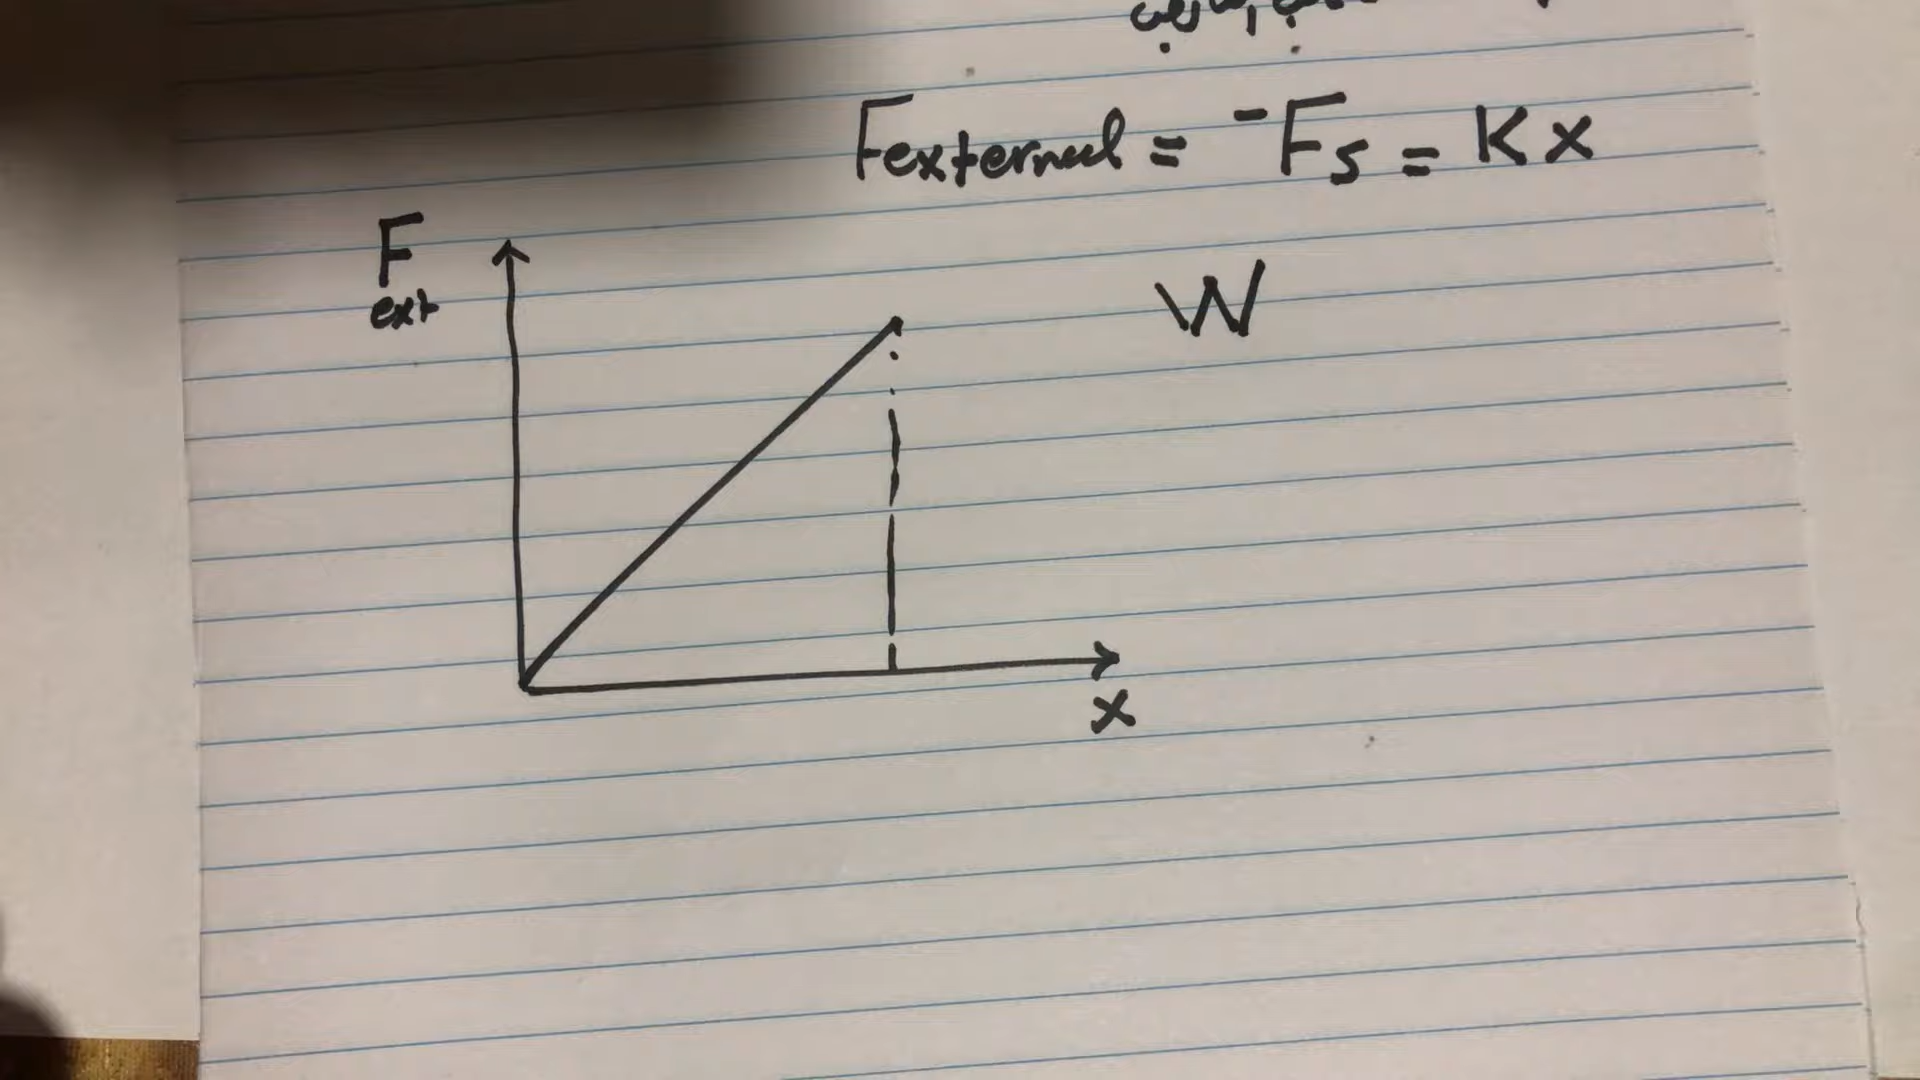 Fexternal = -Fs = Kx
F
ext
W
x